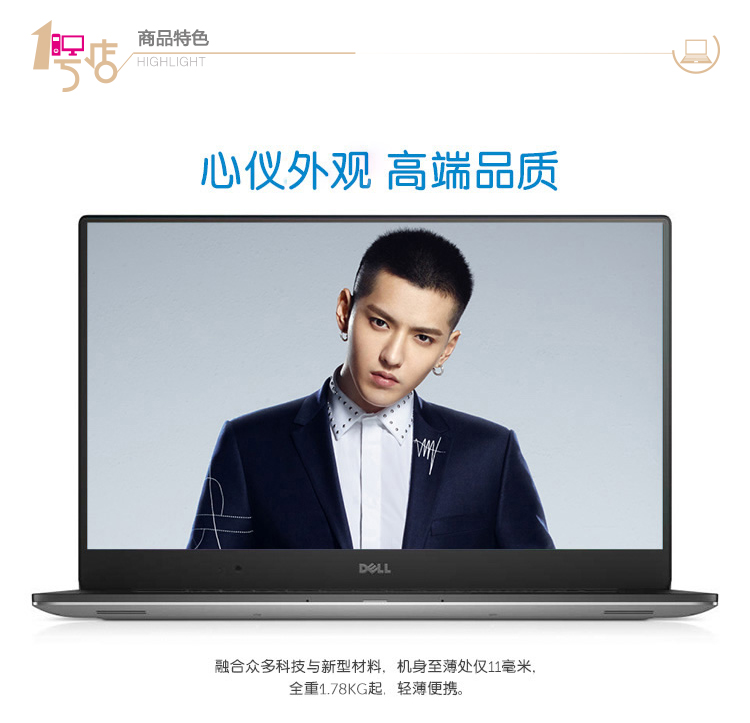 1号店
商品特色
HIGHLIGHT
心仪外观 高端品质
DELL
融合众多科技与新型材料，机身至薄处仅11毫米，
全重1.78KG起，轻薄便携。